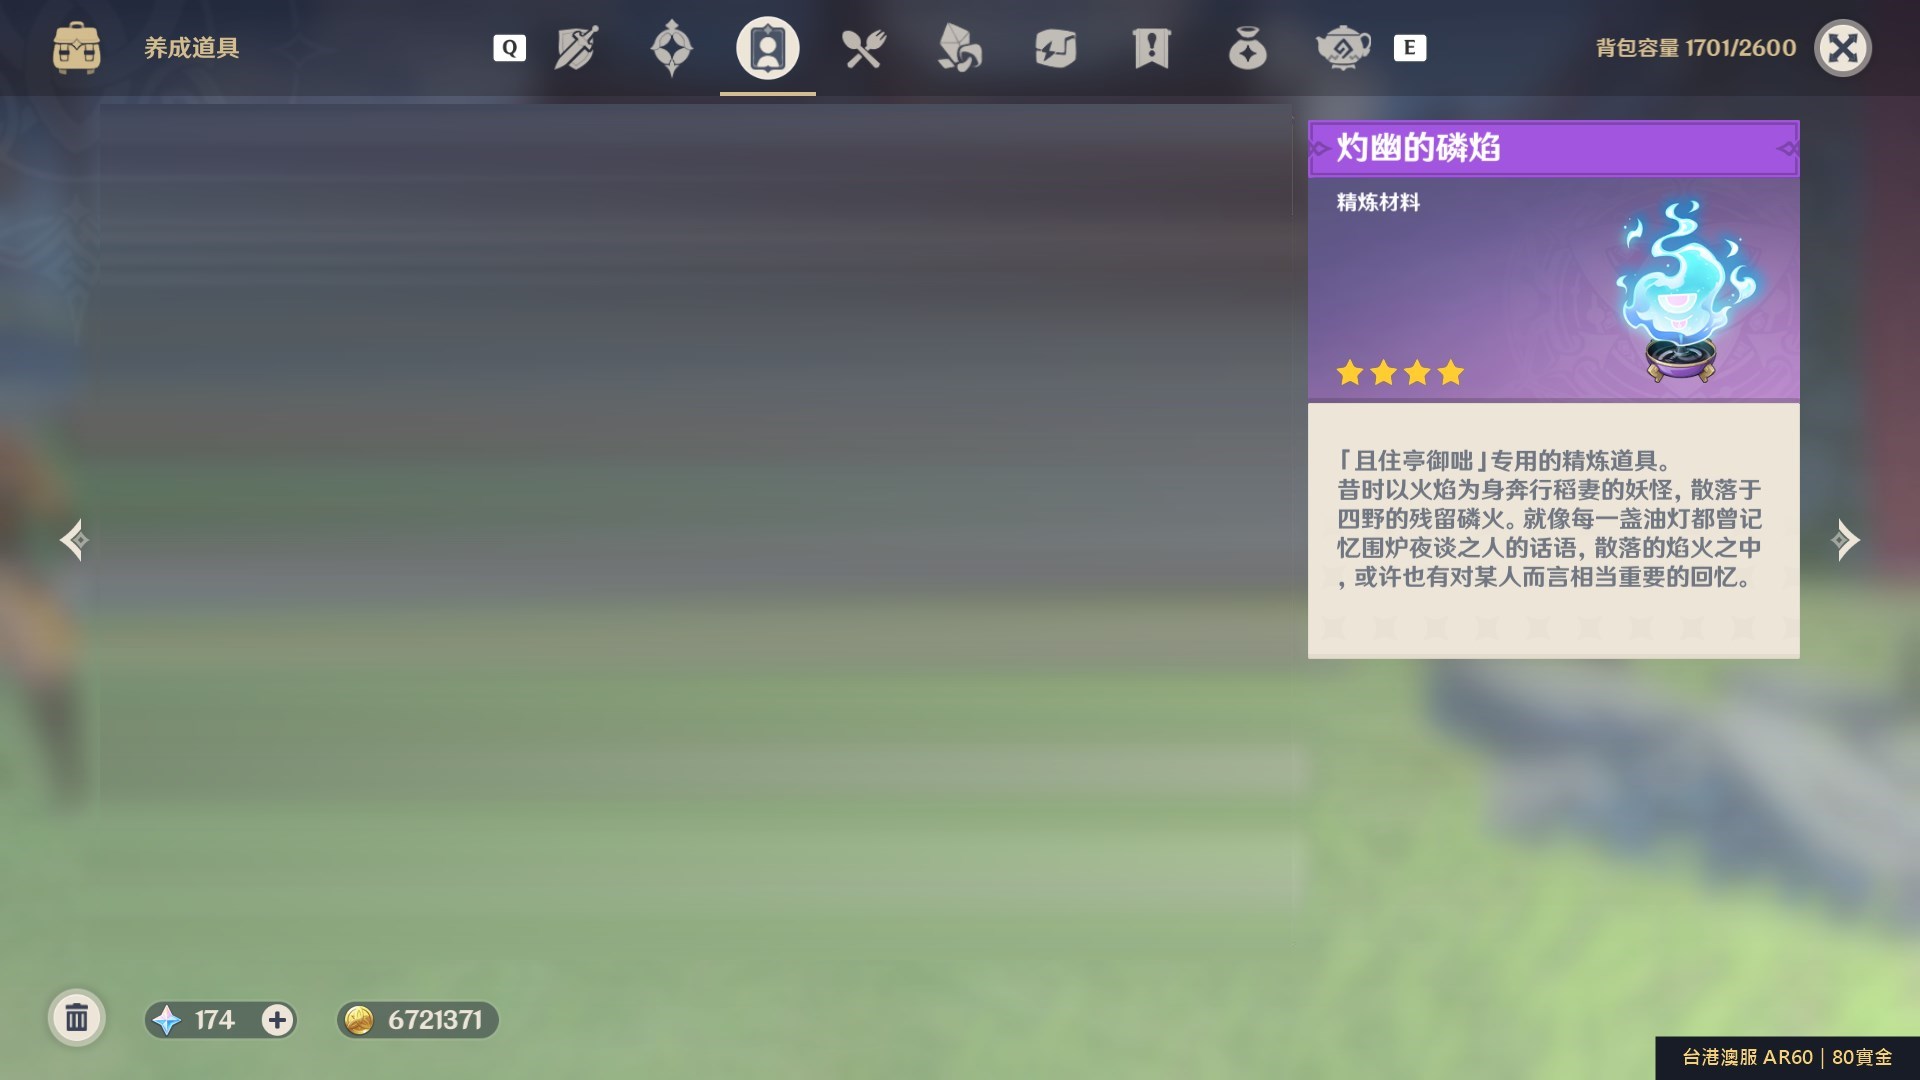 养成道具
Q
E
背包容量 1701/2600
灼幽的磷焰
精炼材料
「且住亭御咄」专用的精炼道具。
昔时以火焰为身奔行稻妻的妖怪，散落于
四野的残留磷火。就像每一盏油灯都曾记
忆围炉夜谈之人的话语，散落的焰火之中
，或许也有对某人而言相当重要的回忆。
174
6721371
台港澳服 AR60 | 80實金